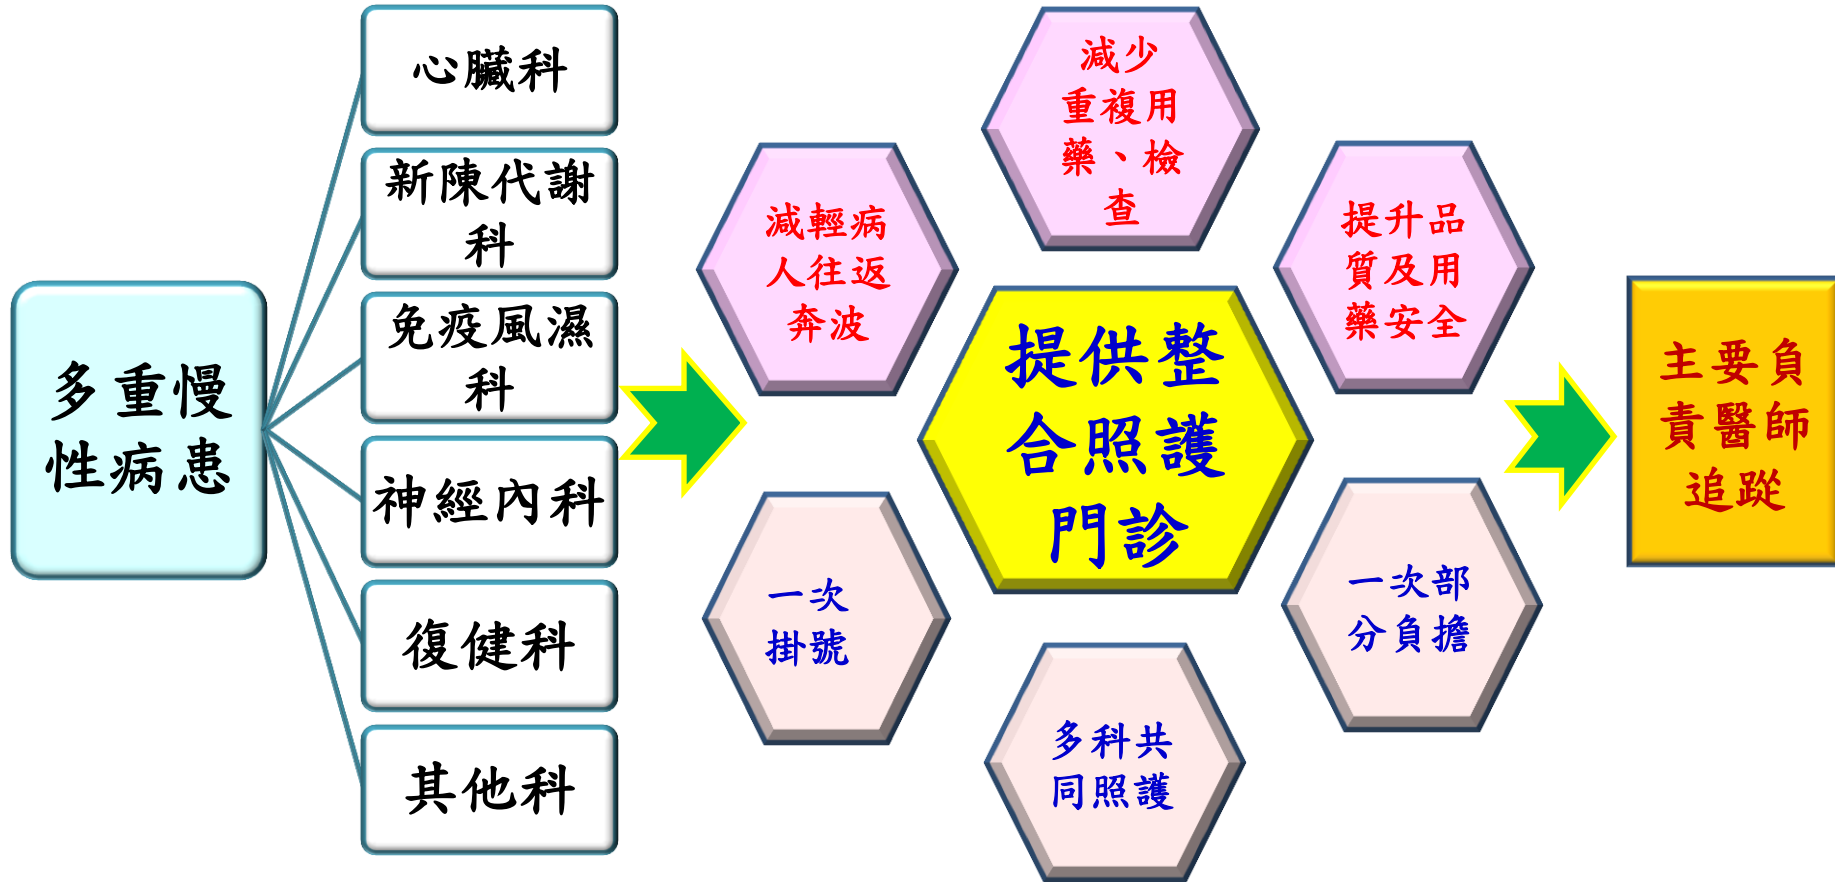 多重慢
性病患
心臟科
新陳代謝
科
免疫風濕
科
神經內科
復健科
其他科
減輕病
人往返
奔波
減少
重複用
藥、檢
查
提升品
質及用
藥安全
提供整
合照護
門診
一次
掛號
多科共
同照護
一次部
分負擔
主要負
責醫師
追蹤